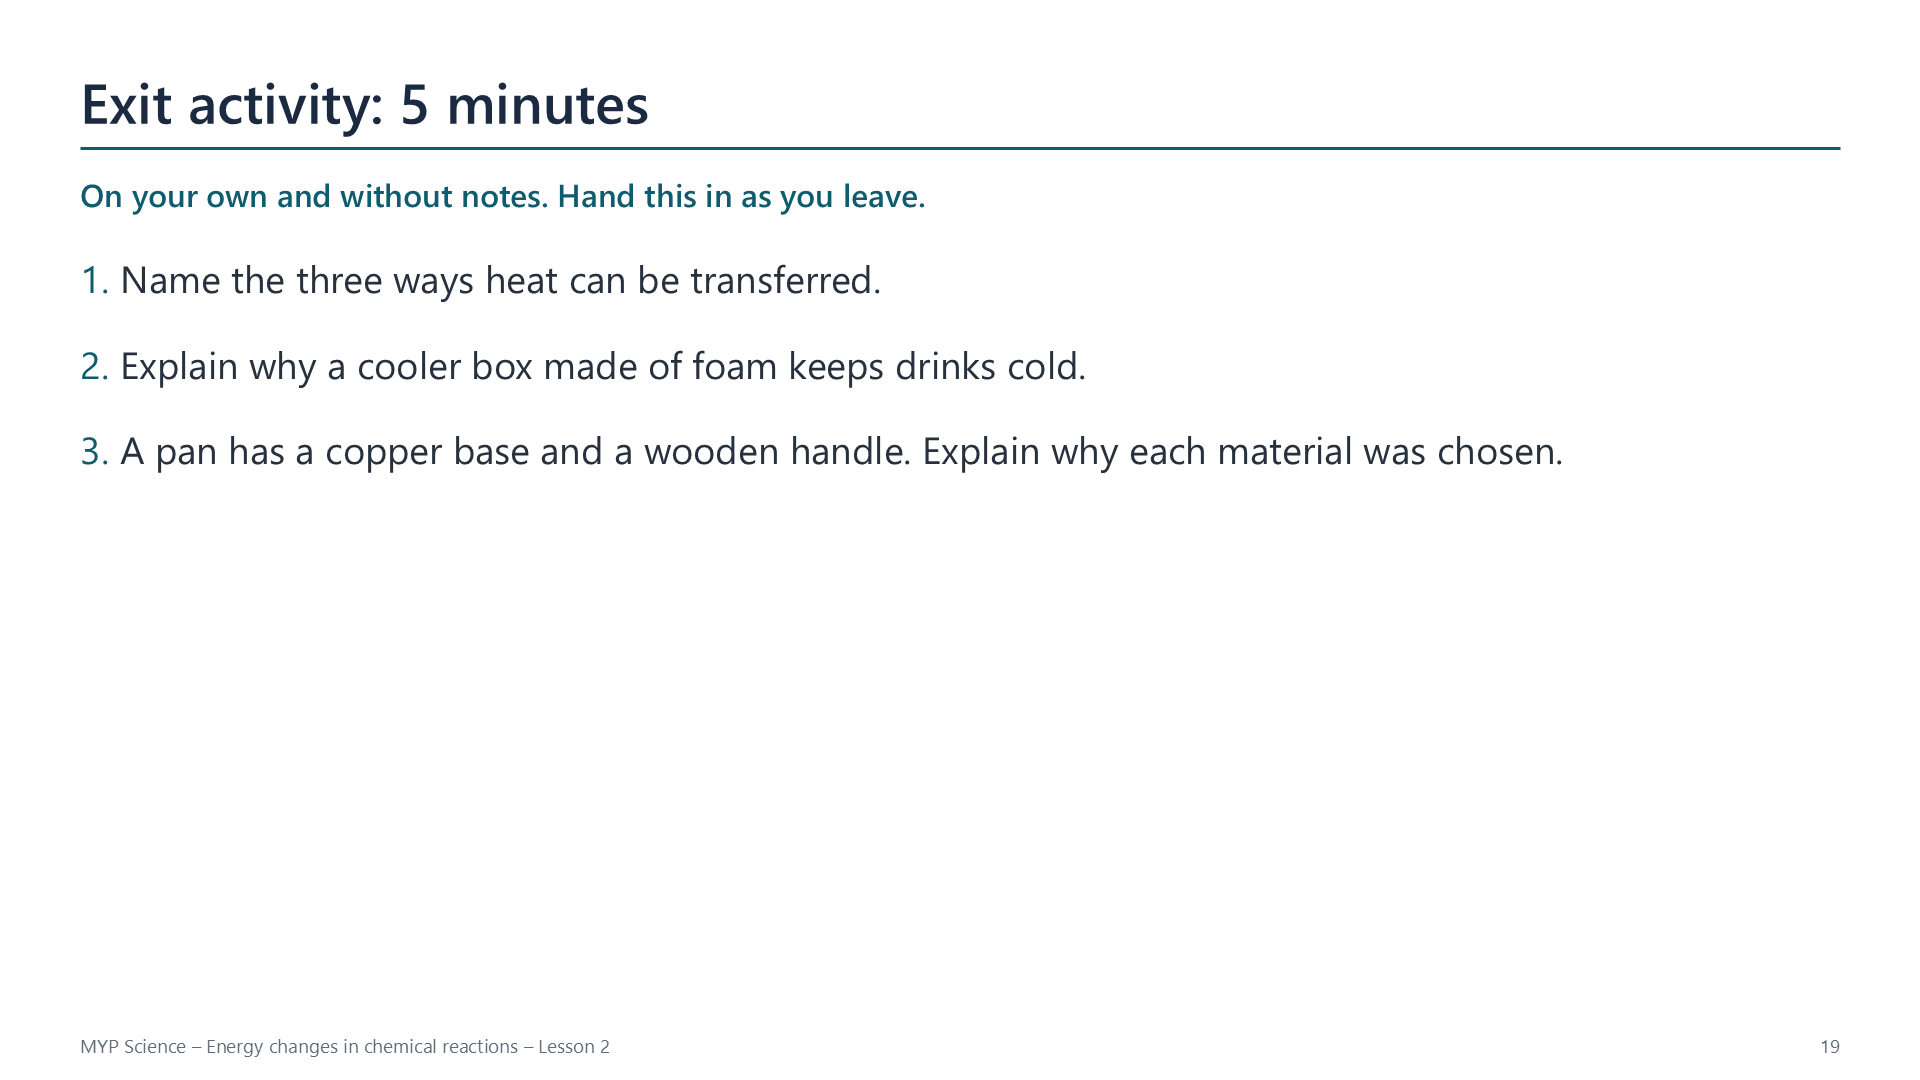 Exit activity: 5 minutes
On your own and without notes. Hand this in as you leave.
1. Name the three ways heat can be transferred.
2. Explain why a cooler box made of foam keeps drinks cold.
3. A pan has a copper base and a wooden handle. Explain why each material was chosen.
MYP Science – Energy changes in chemical reactions – Lesson 2
19